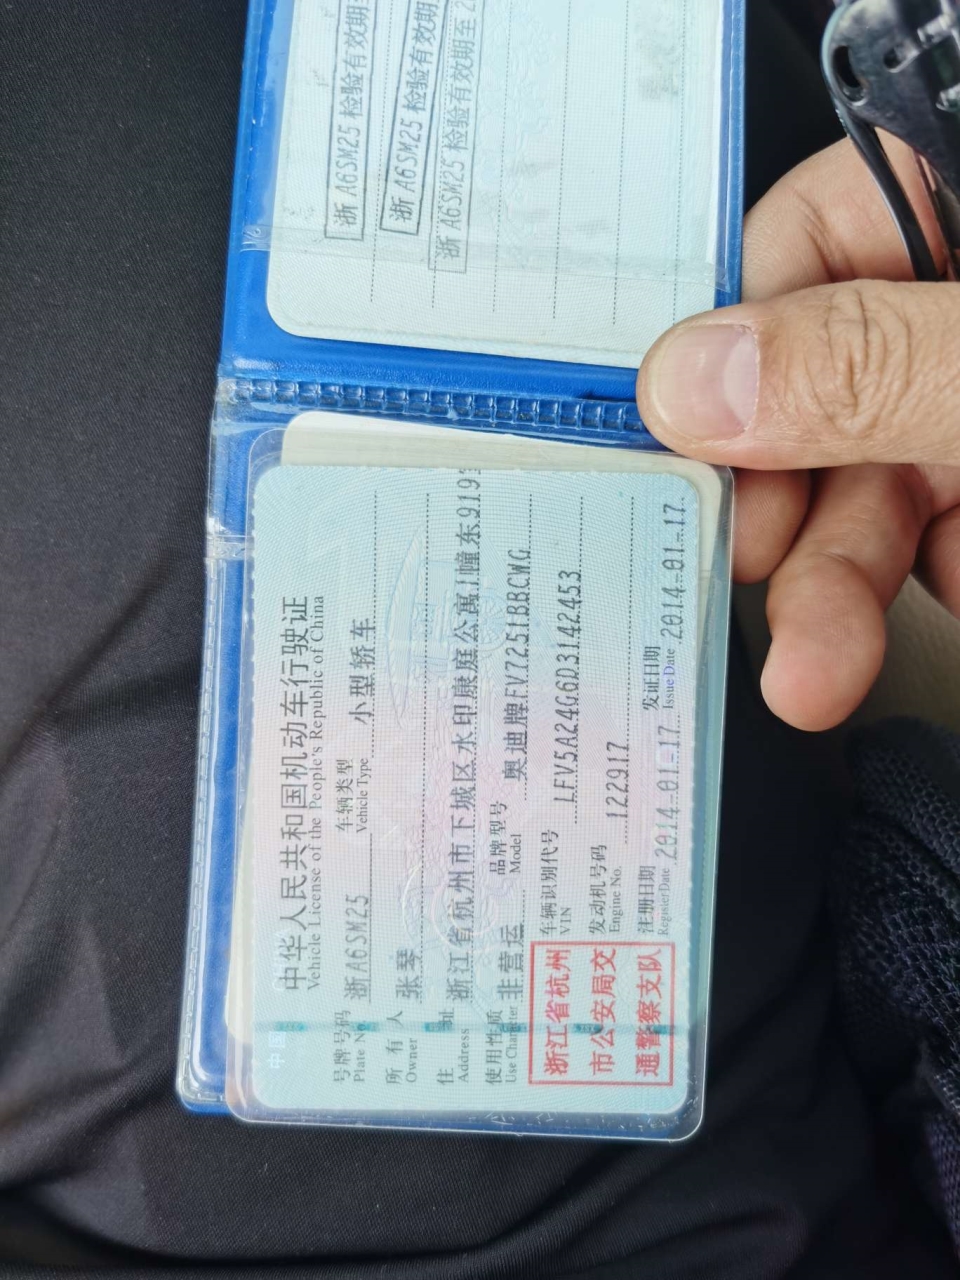 浙A6SM25 检验有效期
浙A6SM25 检验有效期
浙A6SM25 检验有效期至2
中华人民共和国机动车行驶证
Vehicle License of the People's Republic of China
号牌号码 浙A6SM25 车辆类型 小型轿车
Plate No. Vehicle Type
所有人 张琴
Owner
住址 浙江省杭州市下城区水印康庭公寓1幢东919
Address
使用性质 非营运 品牌型号 奥迪牌FV7251BBCWG
Use Character Model
浙江省杭州
市公安局交
通警察支队
车辆识别代号 LFV5A24G6D3142453
VIN
发动机号码 122917
Engine No.
注册日期 2014-01-17 发证日期 2014-01-17
Register Date Issue Date